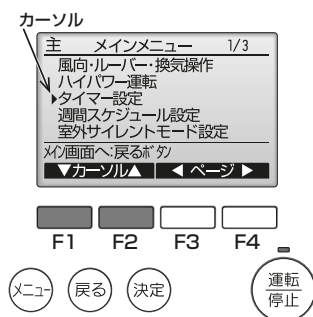 カーソル
主 メインメニュー 1/3
風向・ルーバー・換気操作
ハイパワー運転
▶タイマー設定
週間スケジュール設定
室外サイレントモード設定
メイン画面へ:戻るボタン
▼カーソル▲ ◀ ページ ▶
F1 F2 F3 F4
メニュー 戻る 決定 運転
停止